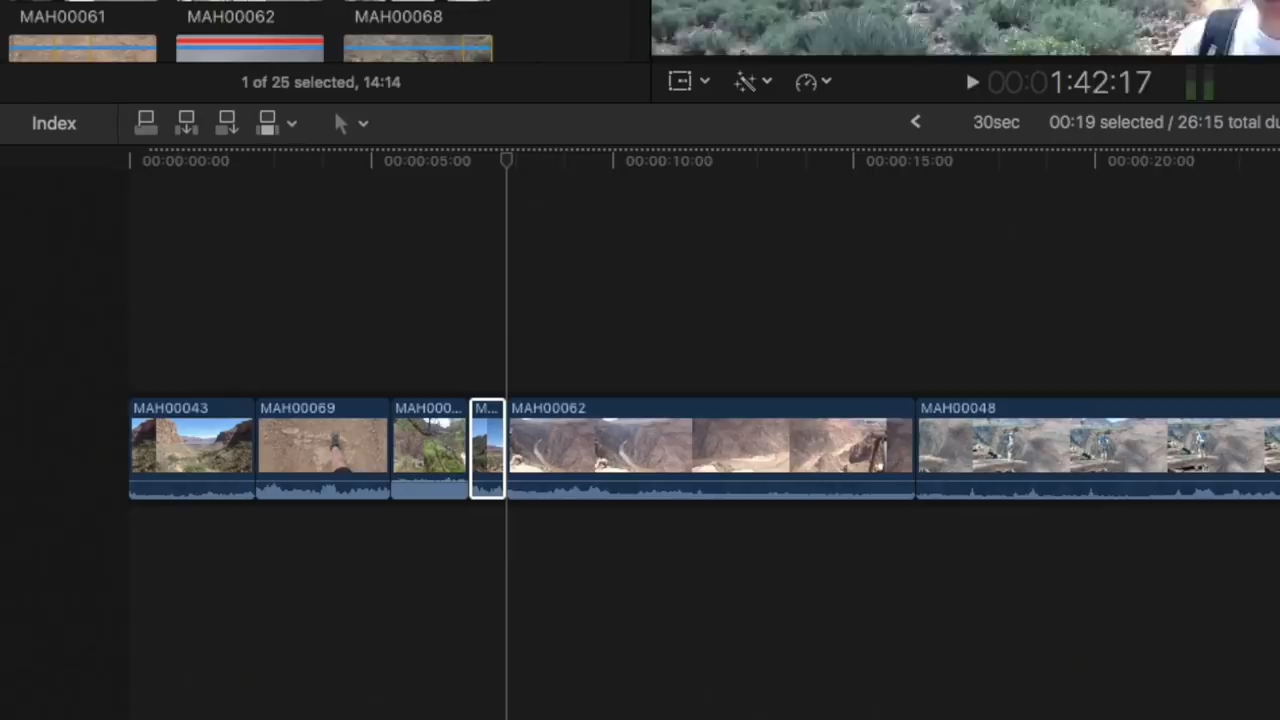 MAH00061 MAH00062 MAH00068
1 of 25 selected, 14:14
00:01:42:17
Index
30sec 00:19 selected / 26:15 total du
00:00:00:00 00:00:05:00 00:00:10:00 00:00:15:00 00:00:20:00
MAH00043 MAH00069 MAH000... M... MAH00062 MAH00048